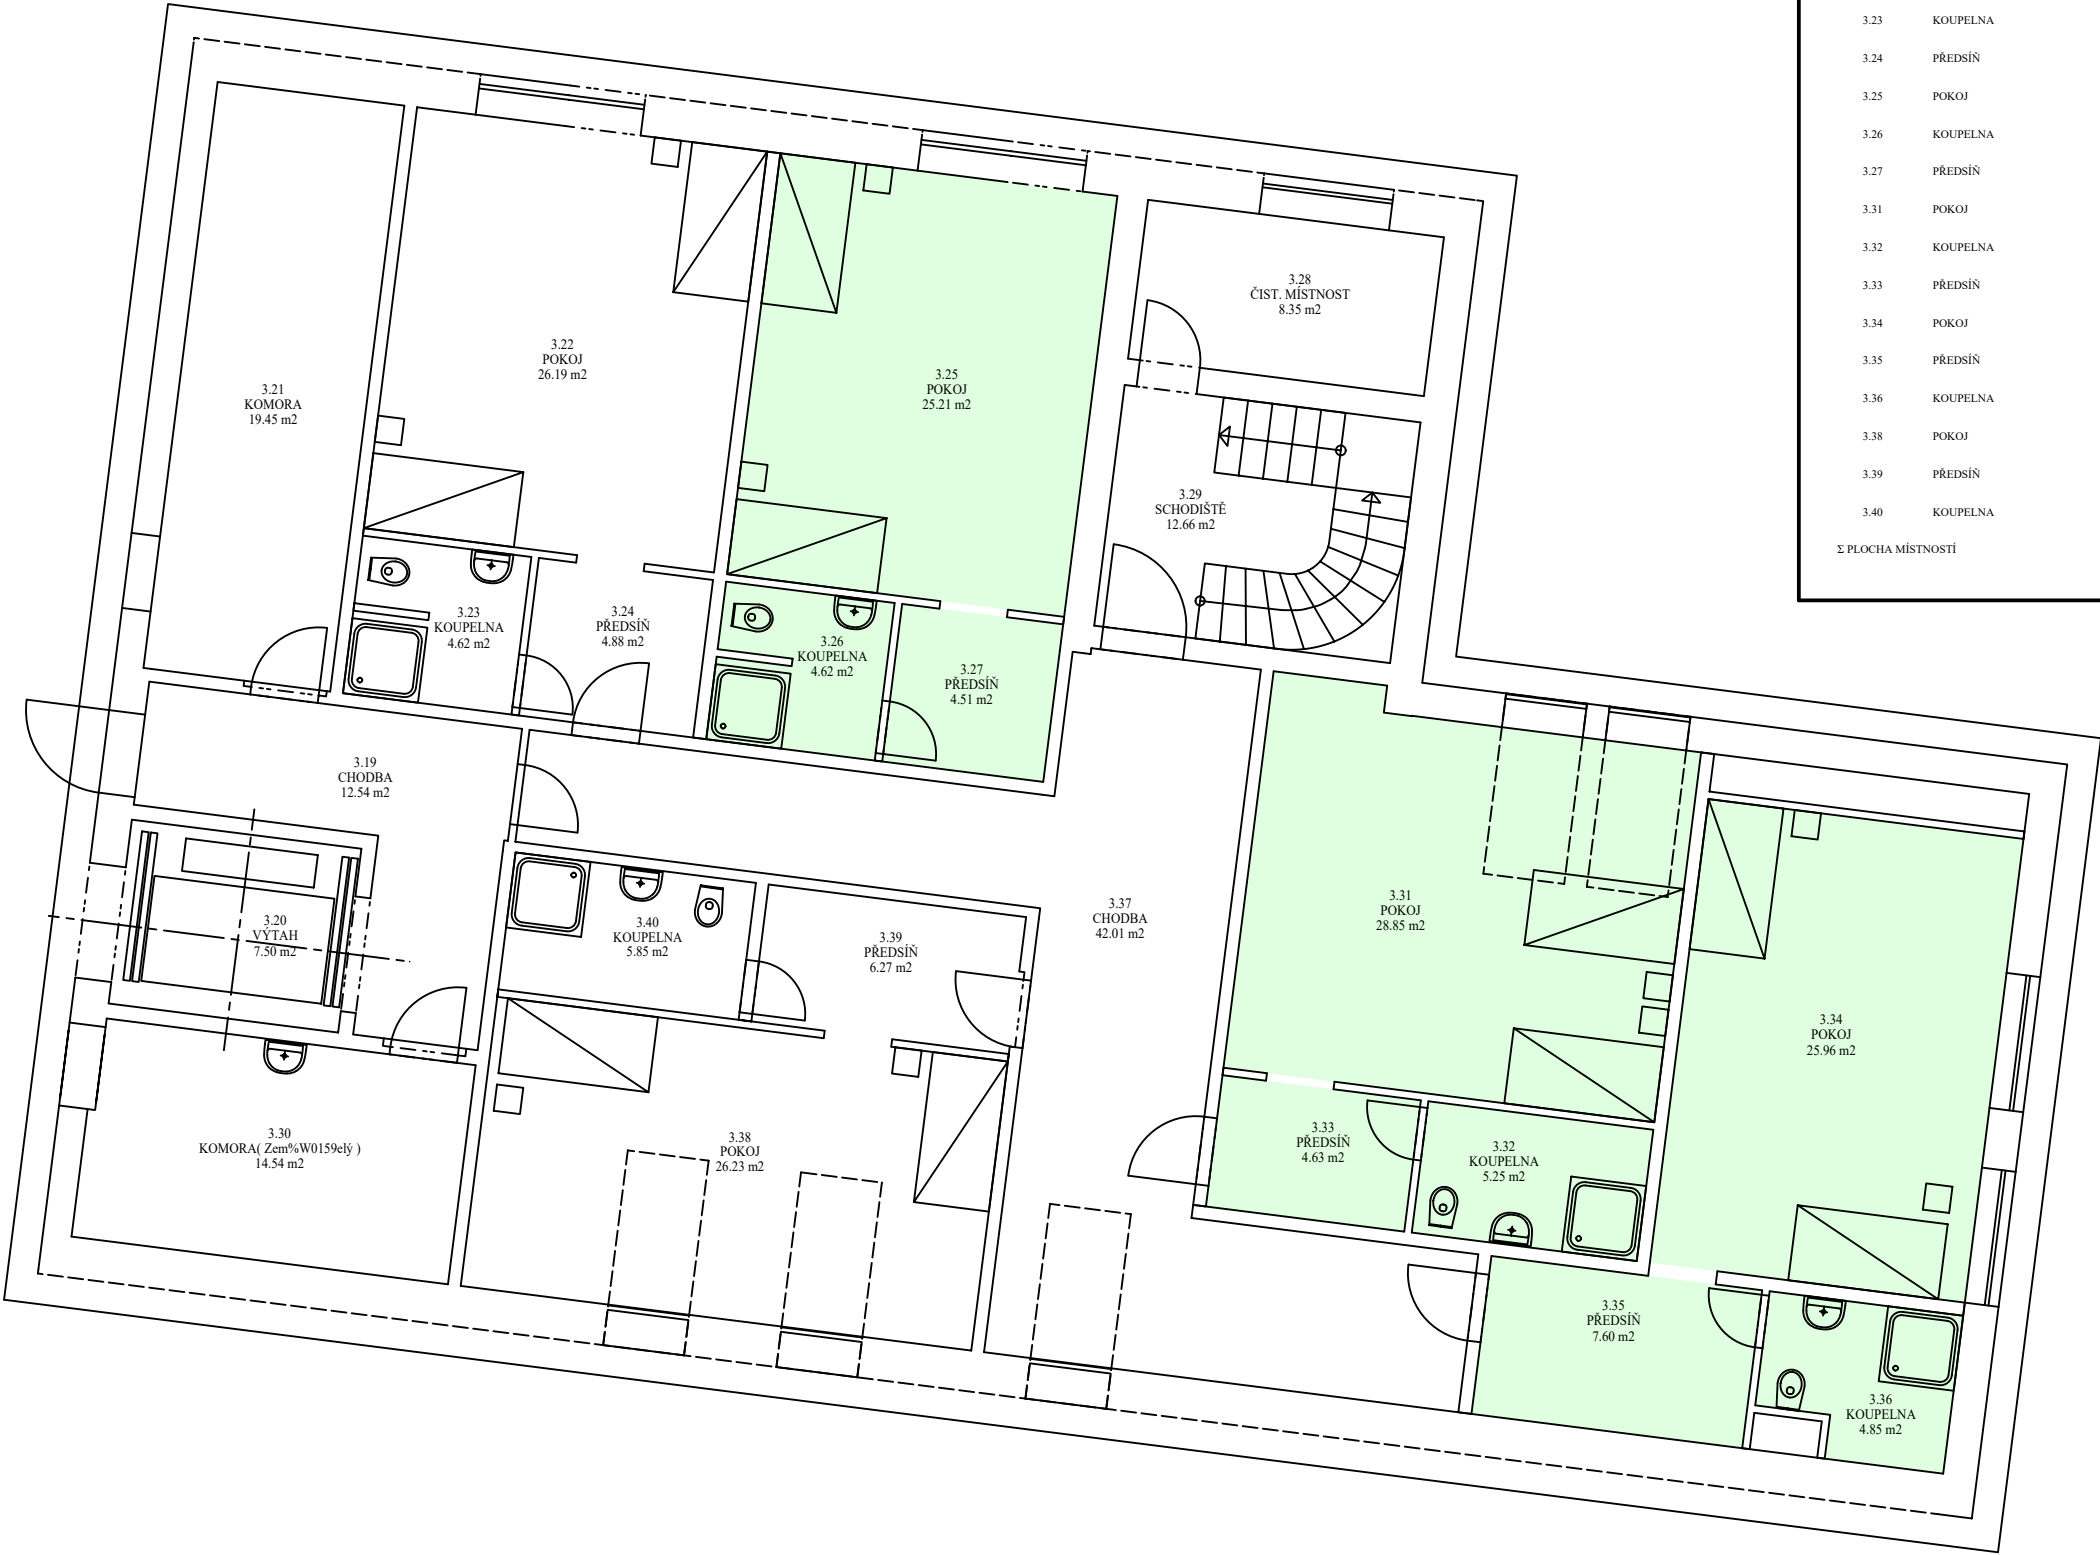 3.23 KOUPELNA
3.24 PŘEDSÍŇ
3.25 POKOJ
3.26 KOUPELNA
3.27 PŘEDSÍŇ
3.31 POKOJ
3.32 KOUPELNA
3.33 PŘEDSÍŇ
3.34 POKOJ
3.35 PŘEDSÍŇ
3.36 KOUPELNA
3.38 POKOJ
3.39 PŘEDSÍŇ
3.40 KOUPELNA
Σ PLOCHA MÍSTNOSTÍ
3.28
ČIST. MÍSTNOST
8.35 m2
3.22
POKOJ
26.19 m2
3.25
POKOJ
25.21 m2
3.21
KOMORA
19.45 m2
3.29
SCHODIŠTĚ
12.66 m2
3.23
KOUPELNA
4.62 m2
3.24
PŘEDSÍŇ
4.88 m2
3.26
KOUPELNA
4.62 m2
3.27
PŘEDSÍŇ
4.51 m2
3.19
CHODBA
12.54 m2
3.20
VÝTAH
7.50 m2
3.40
KOUPELNA
5.85 m2
3.39
PŘEDSÍŇ
6.27 m2
3.37
CHODBA
42.01 m2
3.31
POKOJ
28.85 m2
3.34
POKOJ
25.96 m2
3.30
KOMORA( Zem%W0159elý )
14.54 m2
3.38
POKOJ
26.23 m2
3.33
PŘEDSÍŇ
4.63 m2
3.32
KOUPELNA
5.25 m2
3.35
PŘEDSÍŇ
7.60 m2
3.36
KOUPELNA
4.85 m2